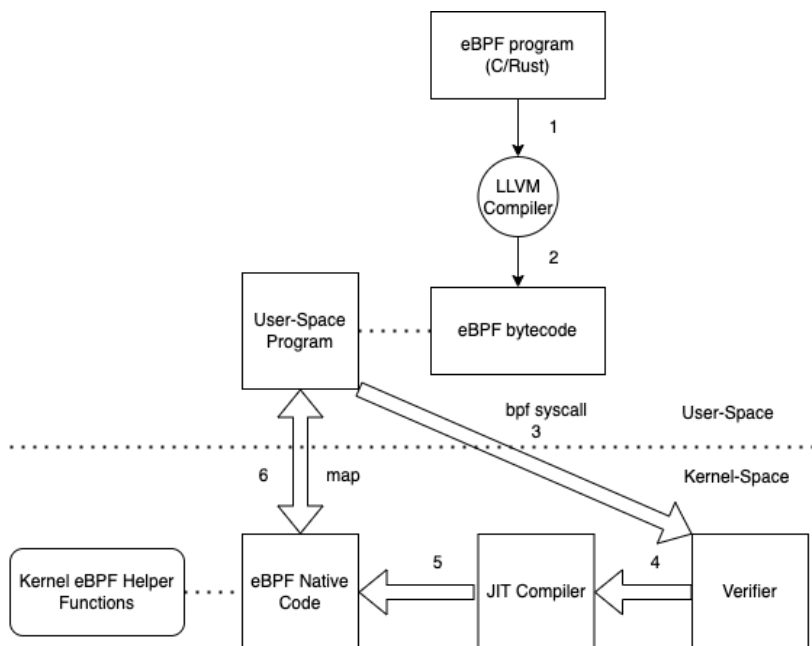 eBPF program
(C/Rust)
1
LLVM
Compiler
2
User-Space
Program
eBPF bytecode
bpf syscall
3
User-Space
Kernel-Space
6
map
Kernel eBPF Helper
Functions
eBPF Native
Code
5
JIT Compiler
4
Verifier